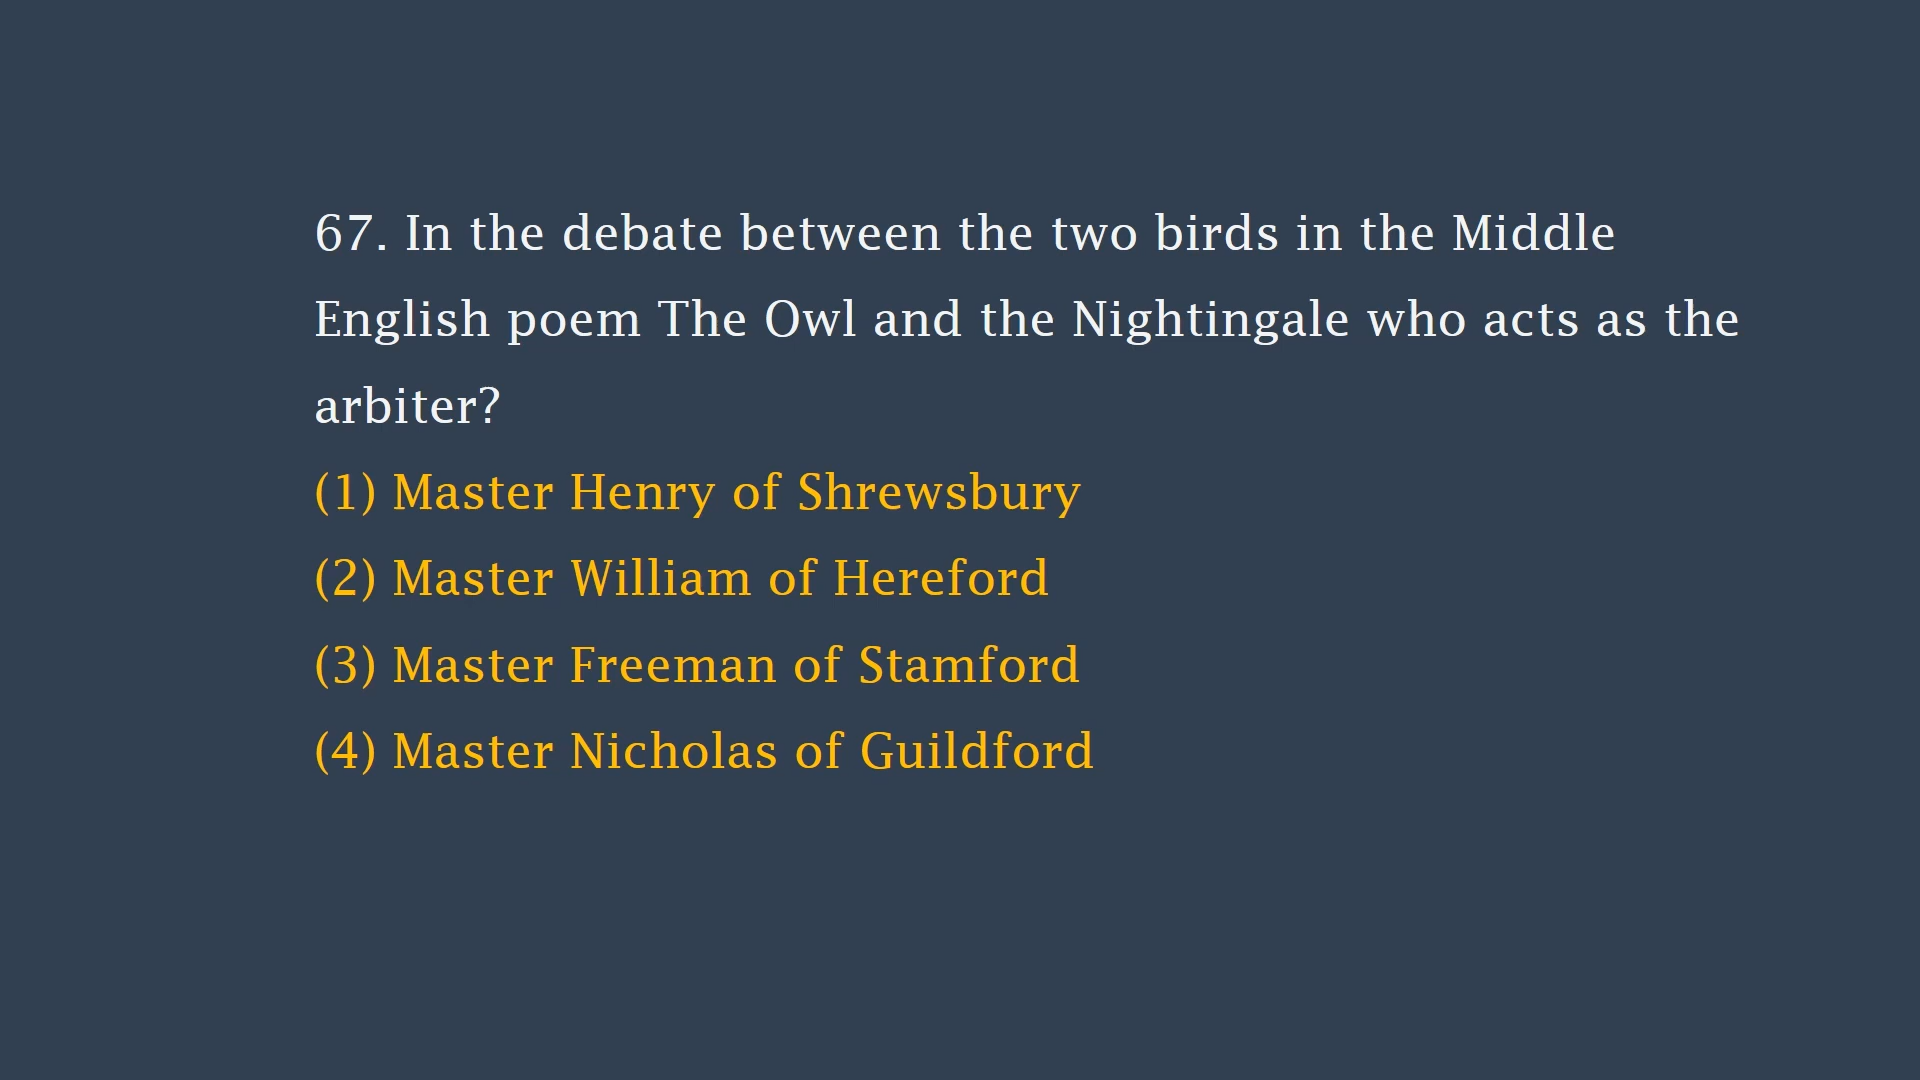 67. In the debate between the two birds in the Middle
English poem The Owl and the Nightingale who acts as the
arbiter?
(1) Master Henry of Shrewsbury
(2) Master William of Hereford
(3) Master Freeman of Stamford
(4) Master Nicholas of Guildford